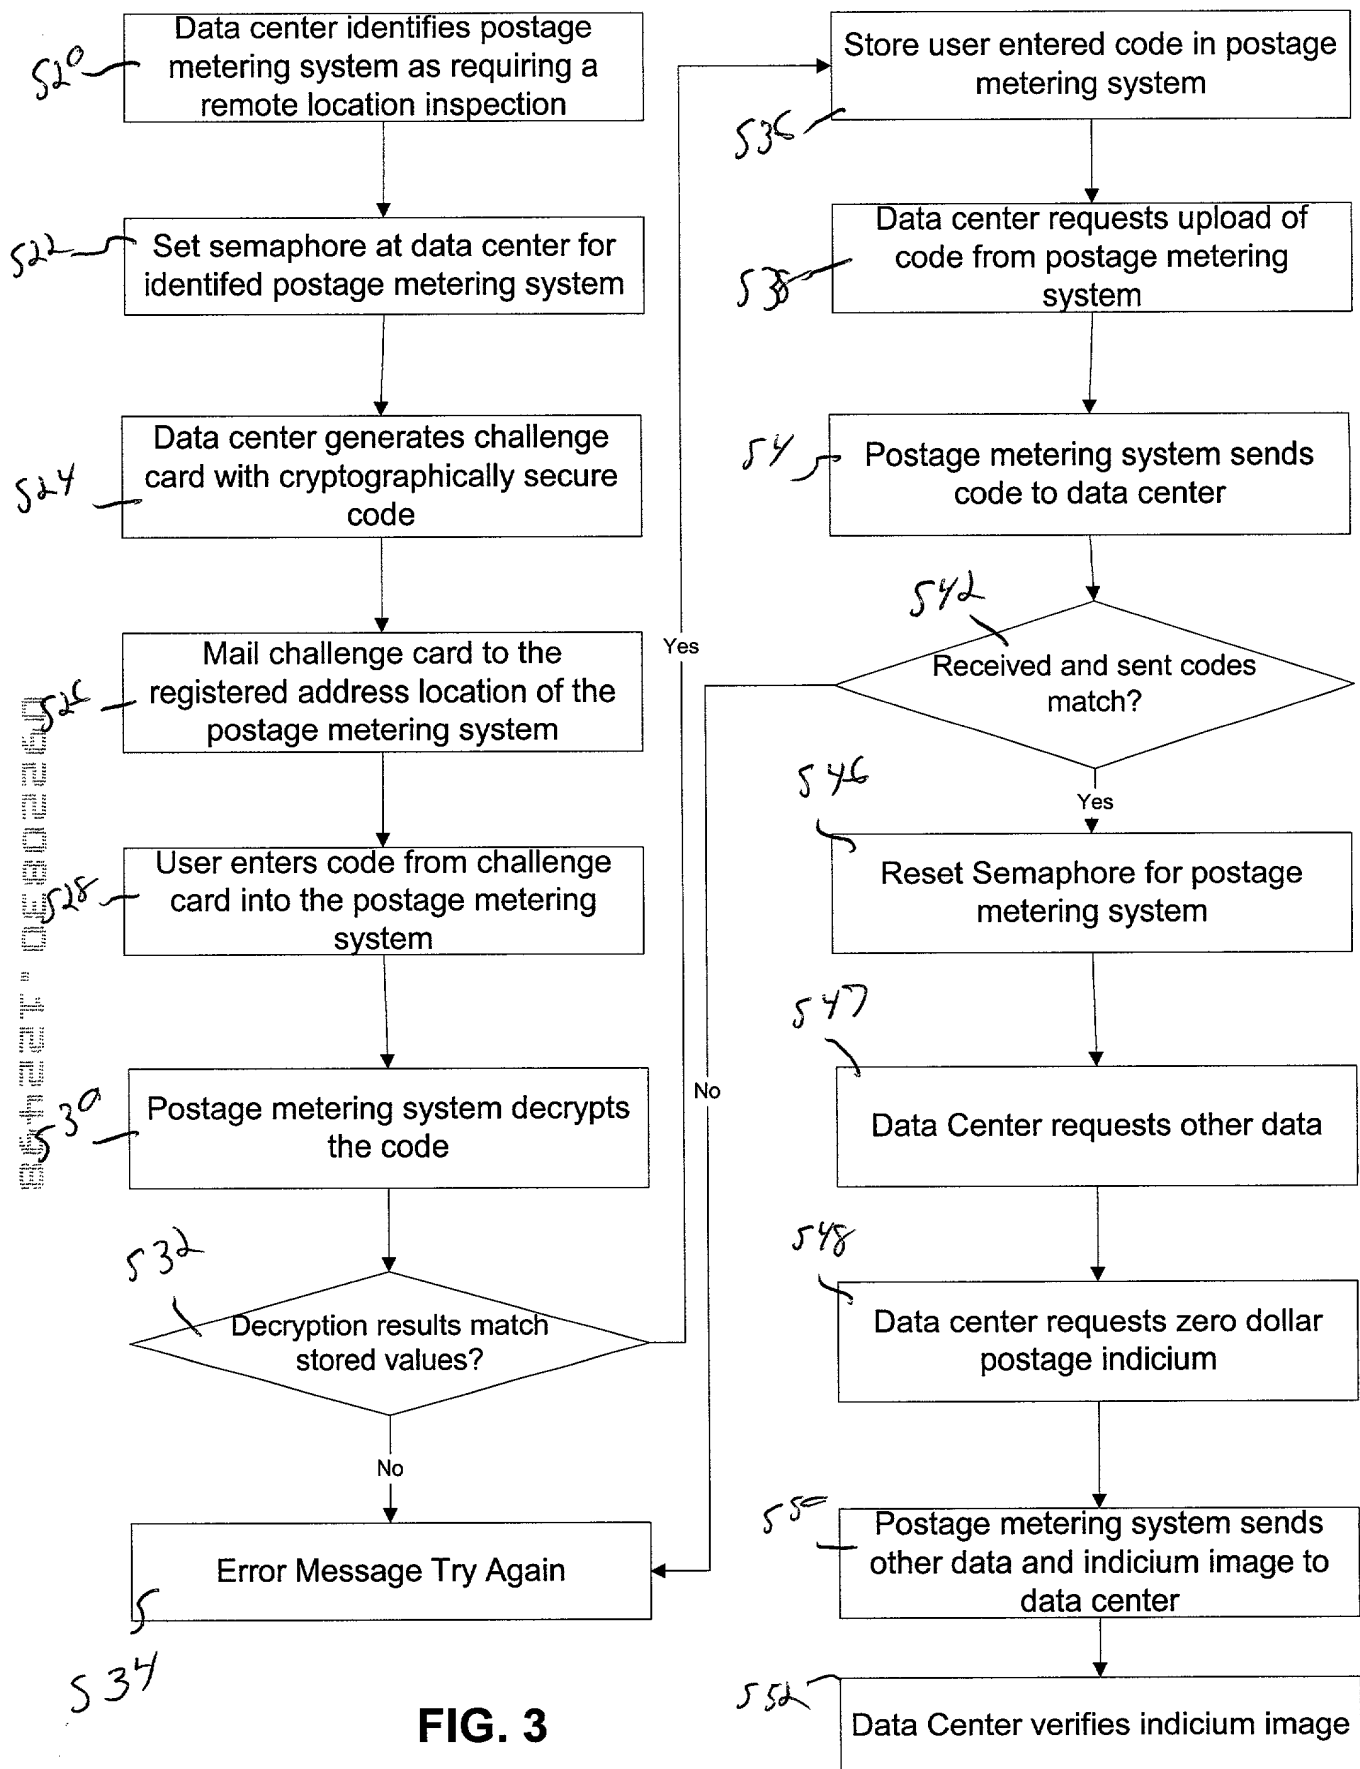 520
Data center identifies postage
metering system as requiring a
remote location inspection
522
Set semaphore at data center for
identifed postage metering system
524
Data center generates challenge
card with cryptographically secure
code
526
Mail challenge card to the
registered address location of the
postage metering system
528
User enters code from challenge
card into the postage metering
system
530
Postage metering system decrypts
the code
532
Decryption results match
stored values?
Yes
No
Error Message Try Again
534
536
Store user entered code in postage
metering system
538
Data center requests upload of
code from postage metering
system
54
Postage metering system sends
code to data center
542
Received and sent codes
match?
No
Yes
546
Reset Semaphore for postage
metering system
547
Data Center requests other data
548
Data center requests zero dollar
postage indicium
550
Postage metering system sends
other data and indicium image to
data center
552
Data Center verifies indicium image
FIG. 3